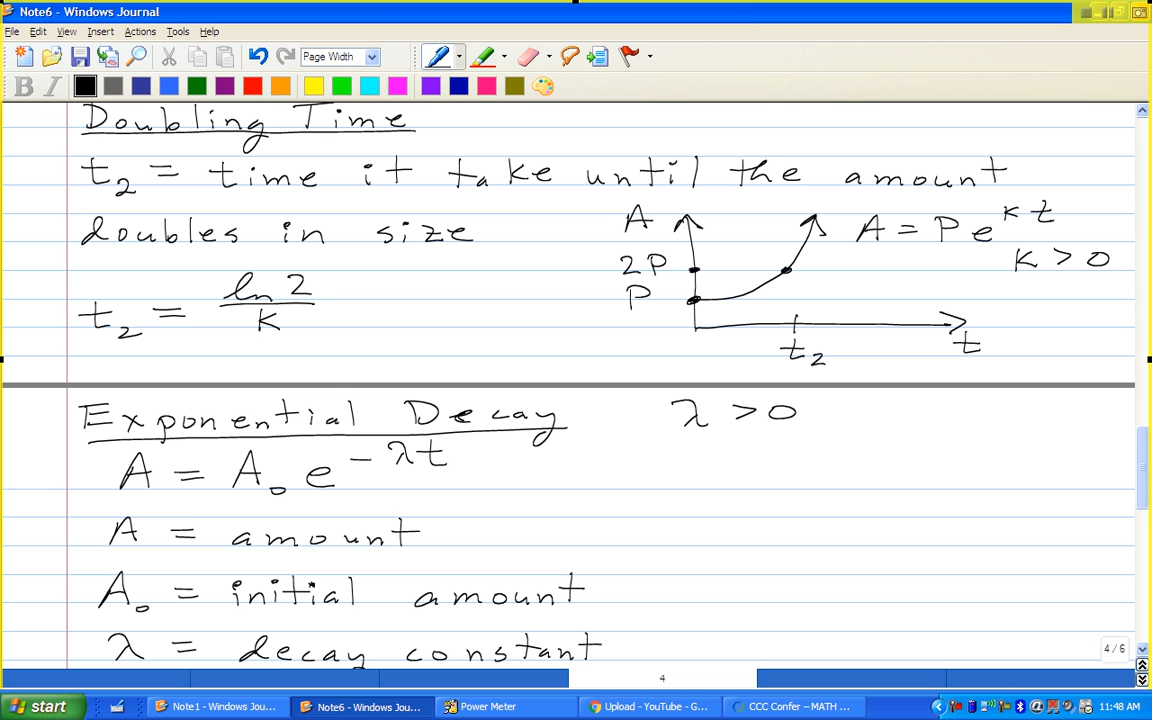 Note6 - Windows Journal
File Edit View Insert Actions Tools Help
Page Width
B I
Doubling Time
t₂ = time it take until the amount
doubles in size
A
A = P e^kt
2P
K > 0
P
t₂ = ln 2 / k
t
t₂
Exponential Decay λ > 0
A = A₀ e^-λt
A = amount
A₀ = initial amount
λ = decay constant
4 / 6
4
start Note1 - Windows Jou... Note6 - Windows Jou... Power Meter Upload - YouTube - G... CCC Confer -- MATH ... 11:48 AM